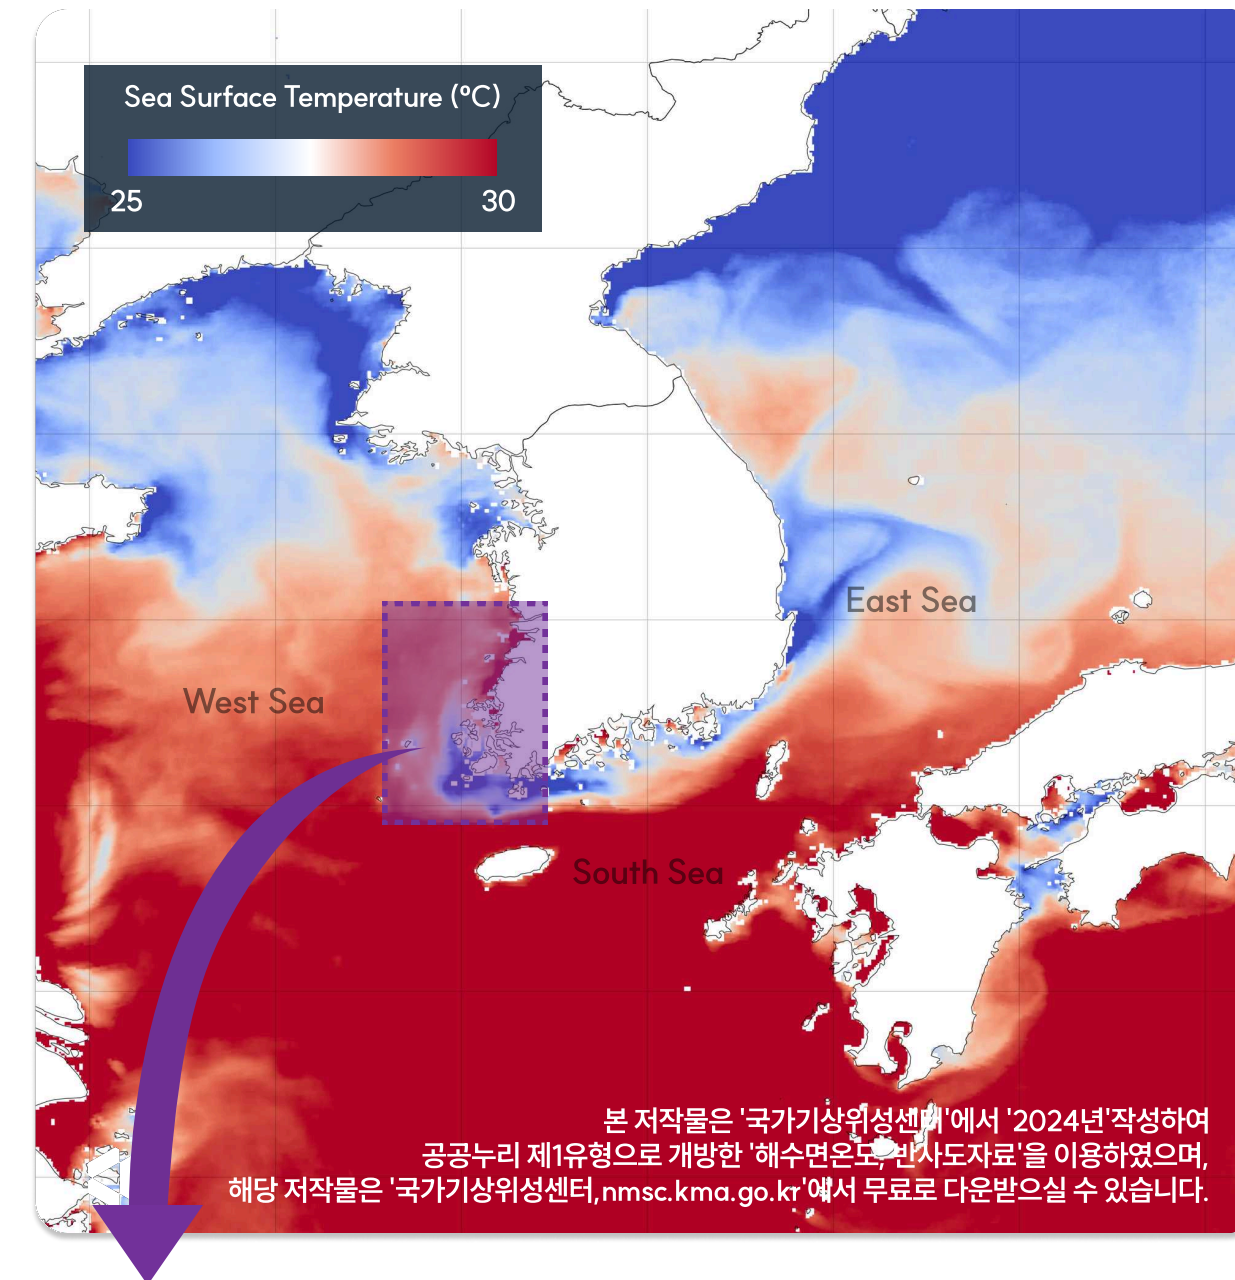 Sea Surface Temperature (°C)
25 30
East Sea
West Sea
South Sea
본 저작물은 '국가기상위성센터'에서 '2024년'작성하여
공공누리 제1유형으로 개방한 '해수면온도, 반사도자료'을 이용하였으며,
해당 저작물은 '국가기상위성센터,nmsc.kma.go.kr'에서 무료로 다운받으실 수 있습니다.